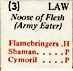 (3) LAW
Noose of Flesh
(Army Eater)
Flamebringers .H
Shaman. . . . . P
Cymoril . . . . P